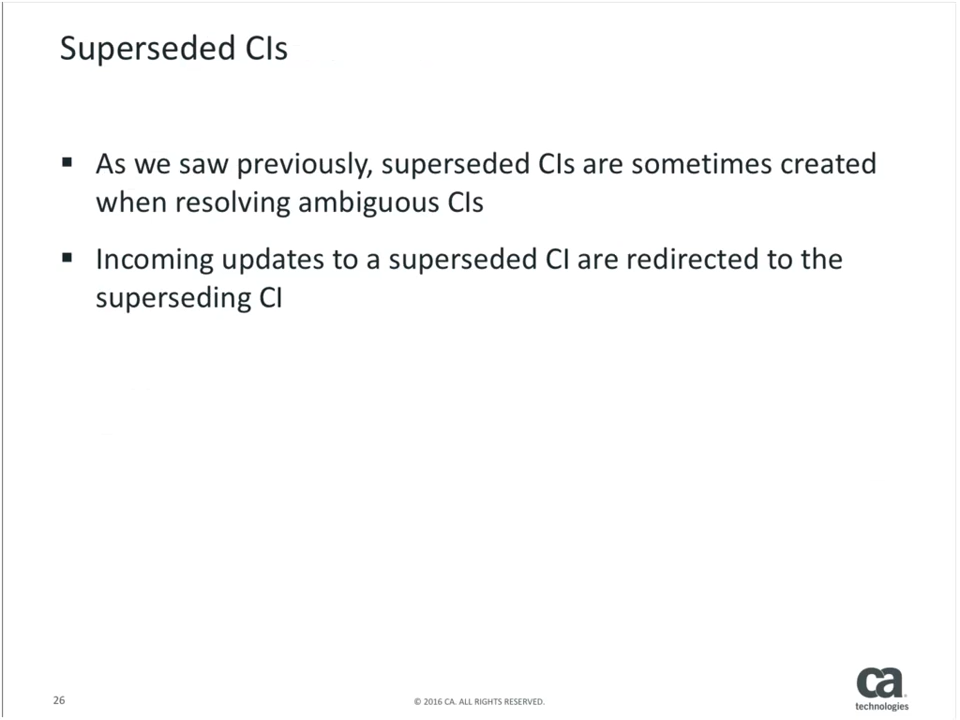 Superseded CIs
▪ As we saw previously, superseded CIs are sometimes created
when resolving ambiguous CIs
▪ Incoming updates to a superseded CI are redirected to the
superseding CI
26
© 2016 CA. ALL RIGHTS RESERVED.
ca
technologies